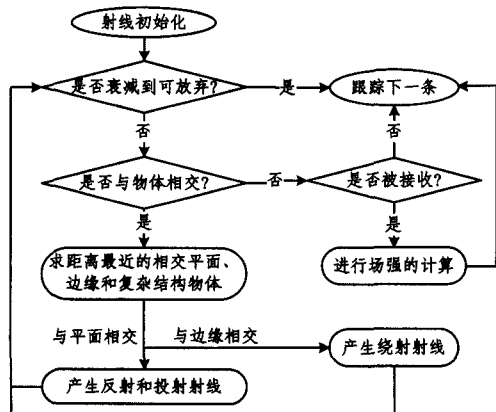 射线初始化
是否衰减到可放弃?
是
跟踪下一条
否
否
是否与物体相交?
否
是否被接收?
是
是
求距离最近的相交平面、
边缘和复杂结构物体
进行场强的计算
与平面相交
与边缘相交
产生绕射射线
产生反射和投射射线